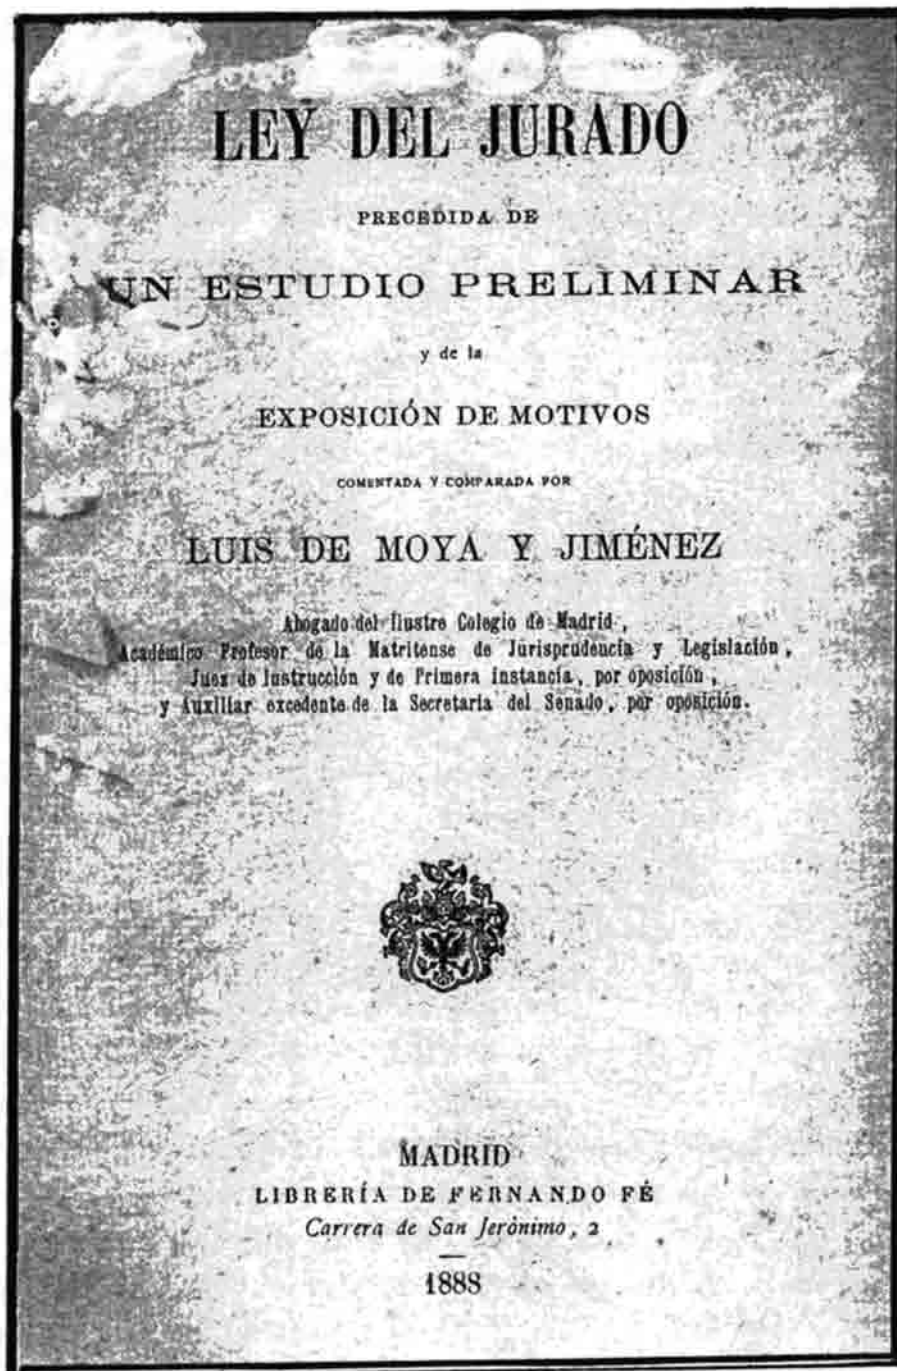 LEY DEL JURADO
PRECEDIDA DE
UN ESTUDIO PRELIMINAR
y de la
EXPOSICIÓN DE MOTIVOS
COMENTADA Y COMPARADA POR
LUIS DE MOYA Y JIMÉNEZ
Abogado del Ilustre Colegio de Madrid,
Académico Profesor de la Matritense de Jurisprudencia y Legislación,
Juez de Instrucción y de Primera Instancia, por oposición,
y Auxiliar excedente de la Secretaria del Senado, por oposición.
MADRID
LIBRERÍA DE FERNANDO FÉ
Carrera de San Jerónimo, 2
1888